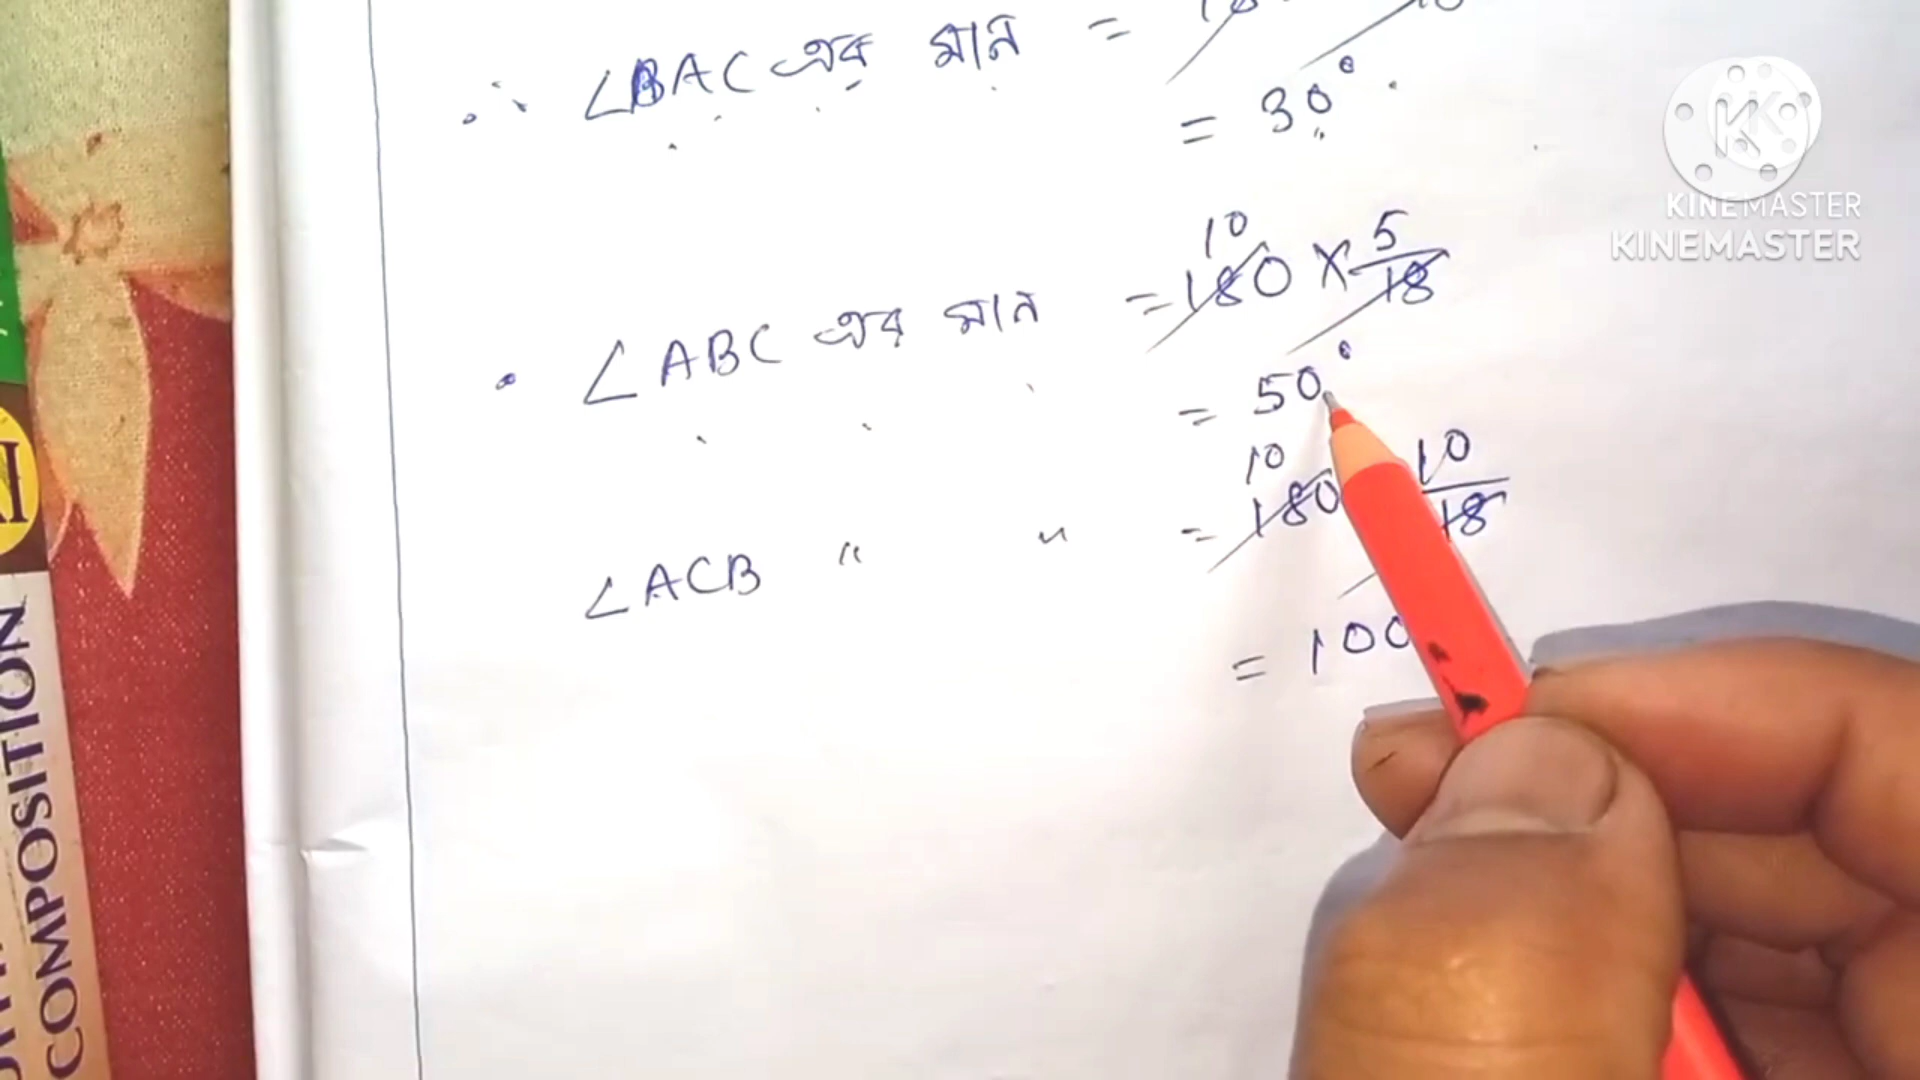 ∴ ∠BAC এর মান =
= 30°
10
∠ABC এর মান = 180 × 5/18
= 50°
10
∠ACB " " = 180 10/18
= 100
KINEMASTER
KINEMASTER
COMPOSITION